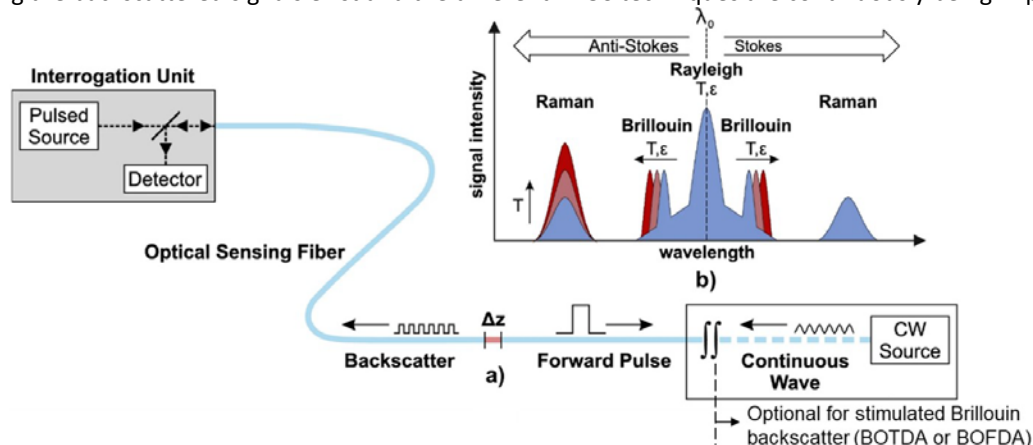 λ₀
Anti-Stokes
Stokes
Interrogation Unit
Pulsed
Source
Detector
Optical Sensing Fiber
signal intensity
Raman
T
Brillouin
T,ε
Rayleigh
T,ε
Brillouin
T,ε
Raman
wavelength
b)
Backscatter
Δz
a)
Forward Pulse
Continuous
Wave
CW
Source
Optional for stimulated Brillouin
backscatter (BOTDA or BOFDA)